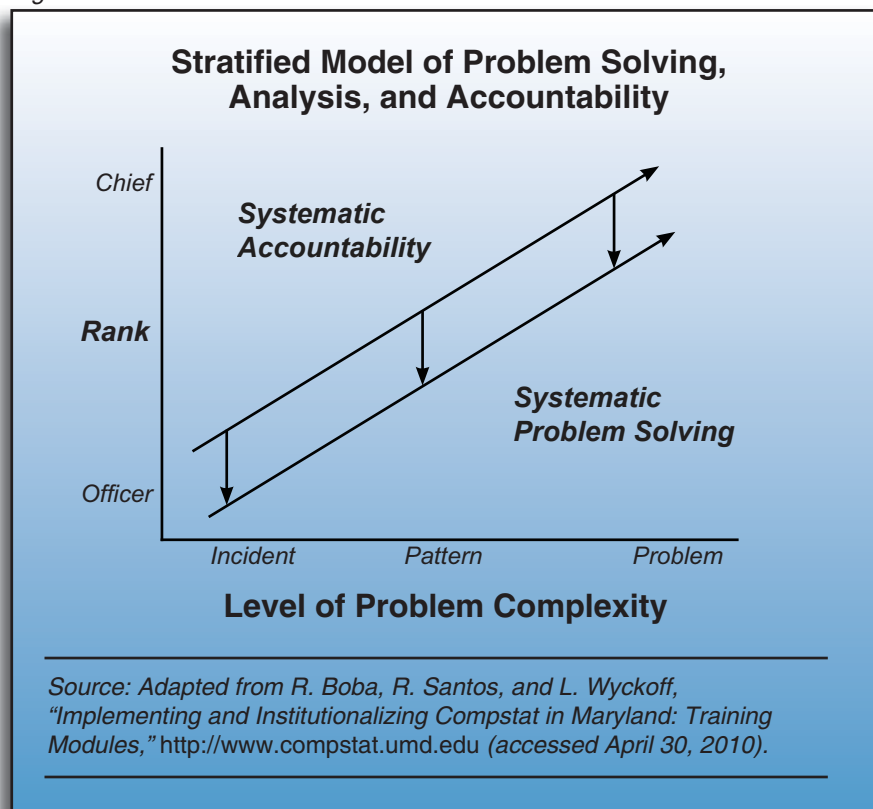 Stratified Model of Problem Solving,
Analysis, and Accountability
Chief
Systematic
Accountability
Rank
Systematic
Problem Solving
Officer
Incident Pattern Problem
Level of Problem Complexity
Source: Adapted from R. Boba, R. Santos, and L. Wyckoff,
“Implementing and Institutionalizing Compstat in Maryland: Training
Modules,” http://www.compstat.umd.edu (accessed April 30, 2010).